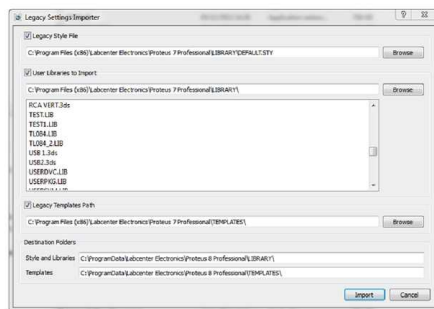 Legacy Settings Importer
Legacy Style File
C:\Program Files (x86)\Labcenter Electronics\Proteus 7 Professional\LIBRARY\DEFAULT.STY
Browse
User Libraries to Import
C:\Program Files (x86)\Labcenter Electronics\Proteus 7 Professional\LIBRARY\
Browse
RCA VERT.3ds
TEST.LIB
TEST1.LIB
TL084.LIB
TL084_2.LIB
USB 1.3ds
USB2.3ds
USERDVC.LIB
USERPKG.LIB
Legacy Templates Path
C:\Program Files (x86)\Labcenter Electronics\Proteus 7 Professional\TEMPLATES\
Browse
Destination Folders
Style and Libraries C:\ProgramData\Labcenter Electronics\Proteus 8 Professional\LIBRARY\
Templates C:\ProgramData\Labcenter Electronics\Proteus 8 Professional\TEMPLATES\
Import Cancel